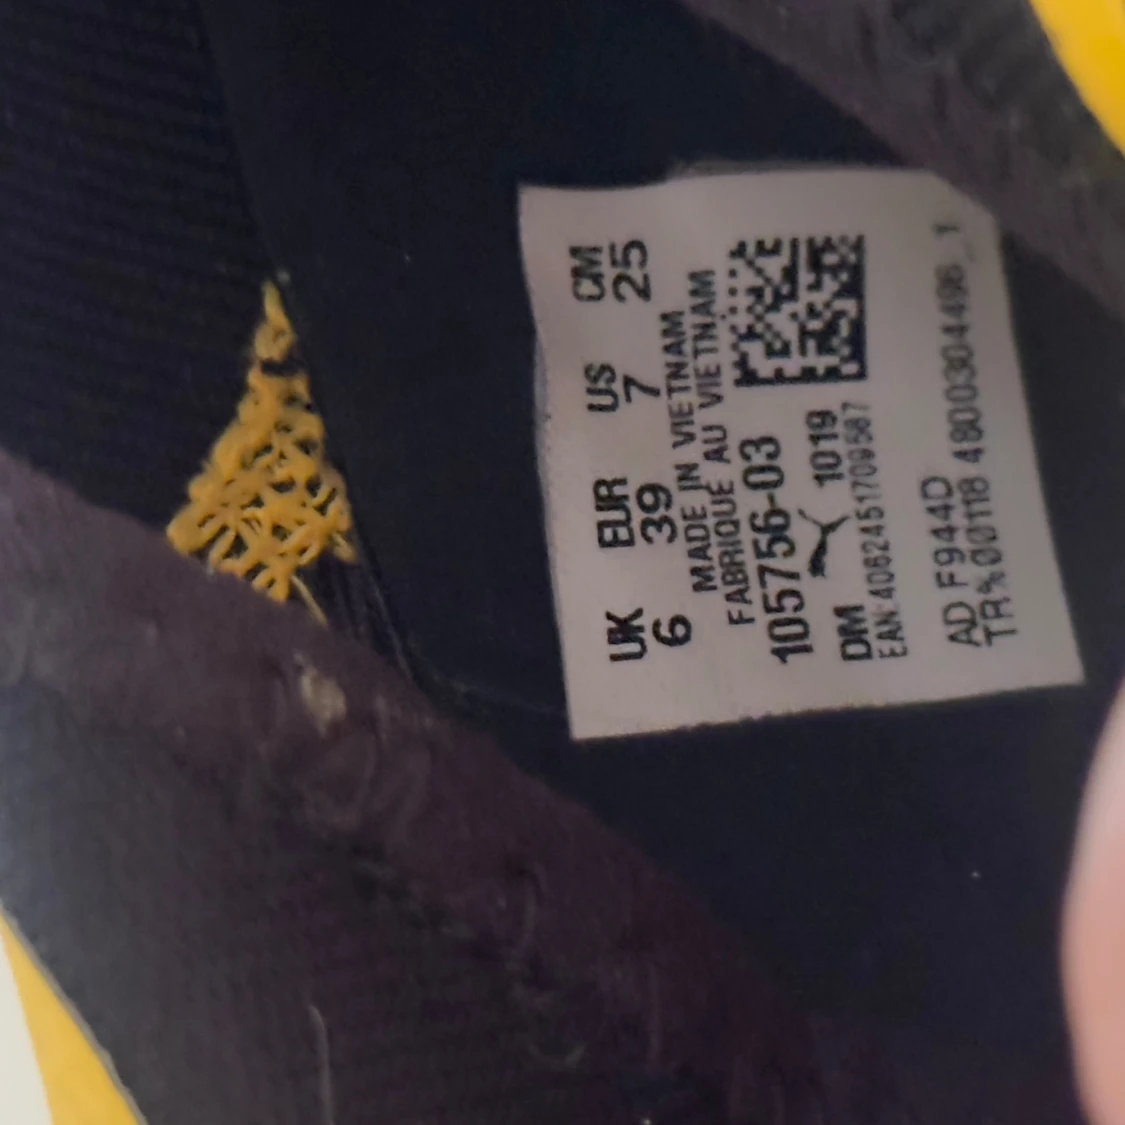 UK EUR US CM
6 39 7 25
MADE IN VIETNAM
FABRIQUÉ AU VIETNAM
105756-03
DM 1019
EAN:4062451709587
AD F944D
TR%00118 4800304496_1